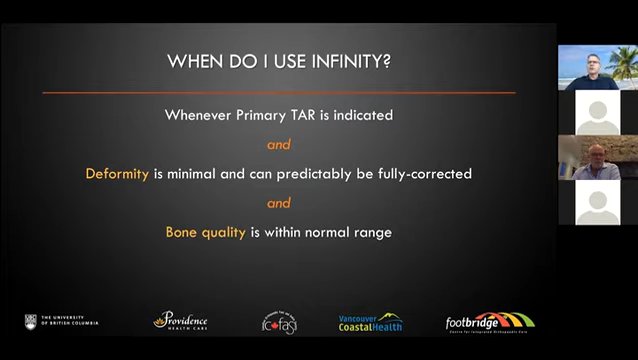 WHEN DO I USE INFINITY?
Whenever Primary TAR is indicated
and
Deformity is minimal and can predictably be fully-corrected
and
Bone quality is within normal range
UBC
THE UNIVERSITY
OF BRITISH COLUMBIA
Providence
HEALTH CARE
Vancouver
CoastalHealth
footbridge
Centre for Integrated Orthopaedic Care